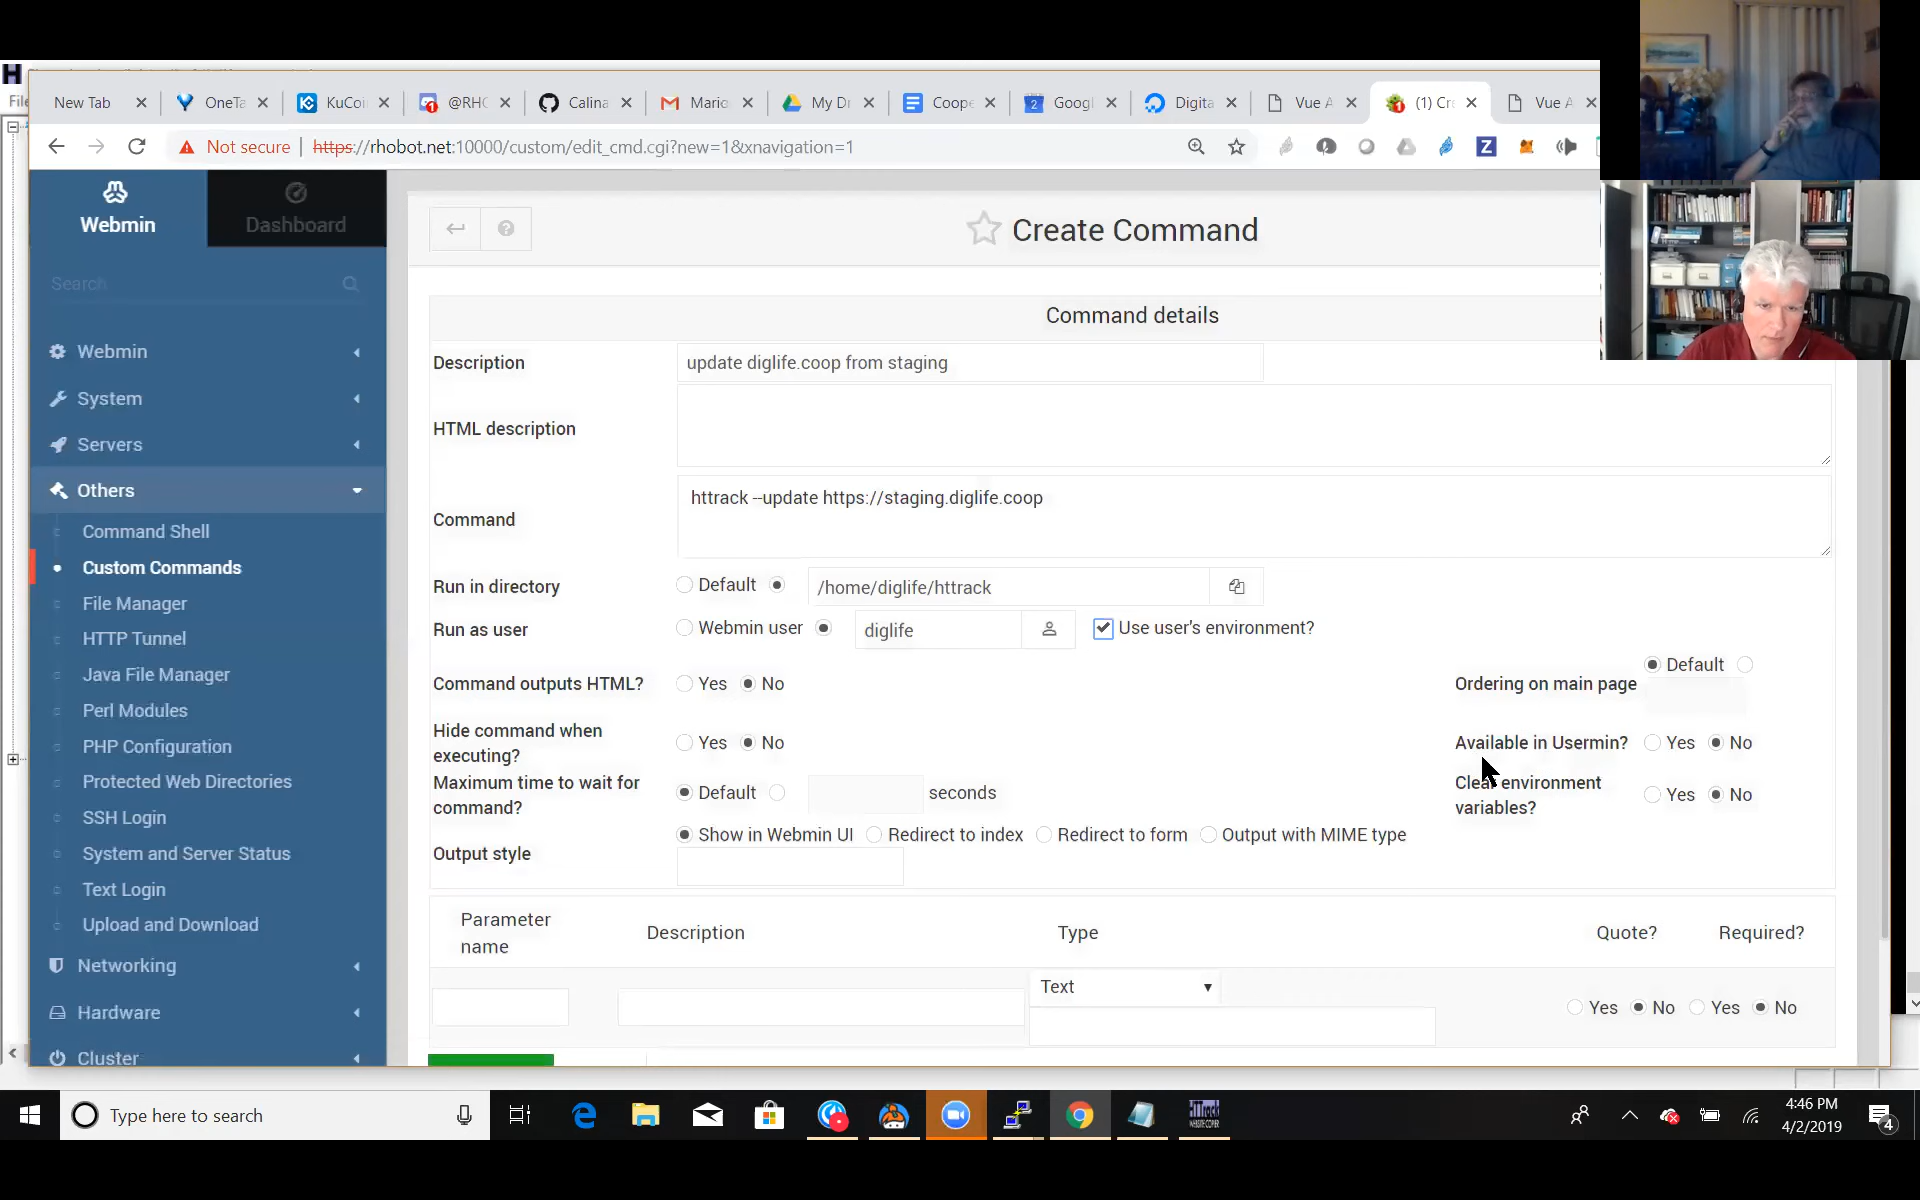 H
File
New Tab
OneTa
KuCoi
@RHC
Calina
Mario
My Dr
Coope
2
Googl
Digita
Vue A
(1) Cr
Vue A
Not secure
https://rhobot.net:10000/custom/edit_cmd.cgi?new=1&xnavigation=1
Z
Webmin
Dashboard
Search
Webmin
System
Servers
Others
Command Shell
Custom Commands
File Manager
HTTP Tunnel
Java File Manager
Perl Modules
PHP Configuration
Protected Web Directories
SSH Login
System and Server Status
Text Login
Upload and Download
Networking
Hardware
Cluster
Create Command
Command details
Description
update diglife.coop from staging
HTML description
Command
httrack --update https://staging.diglife.coop
Run in directory
Default
/home/diglife/httrack
Run as user
Webmin user
diglife
Use user's environment?
Command outputs HTML?
Yes No
Ordering on main page
Default
Hide command when executing?
Yes No
Available in Usermin?
Yes No
Maximum time to wait for command?
Default
seconds
Clear environment variables?
Yes No
Output style
Show in Webmin UI
Redirect to index
Redirect to form
Output with MIME type
Parameter name
Description
Type
Quote?
Required?
Text
Yes No
Yes No
Type here to search
HTTrack
WEBSITE COPIER
4:46 PM
4/2/2019
4